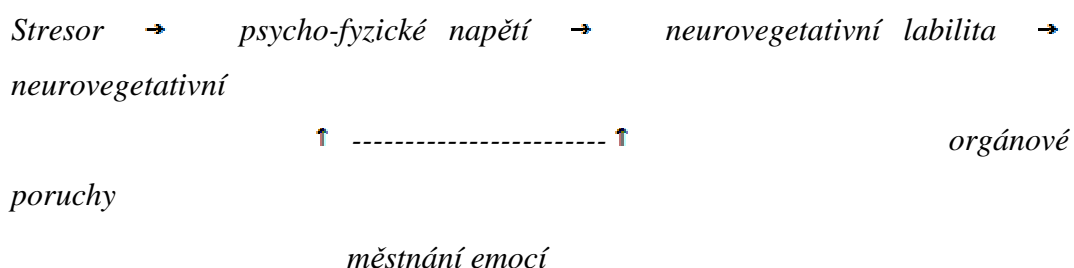 Stresor → psycho-fyzické napětí → neurovegetativní labilita →
neurovegetativní
↑ ------------------------ ↑ orgánové
poruchy
městnání emocí